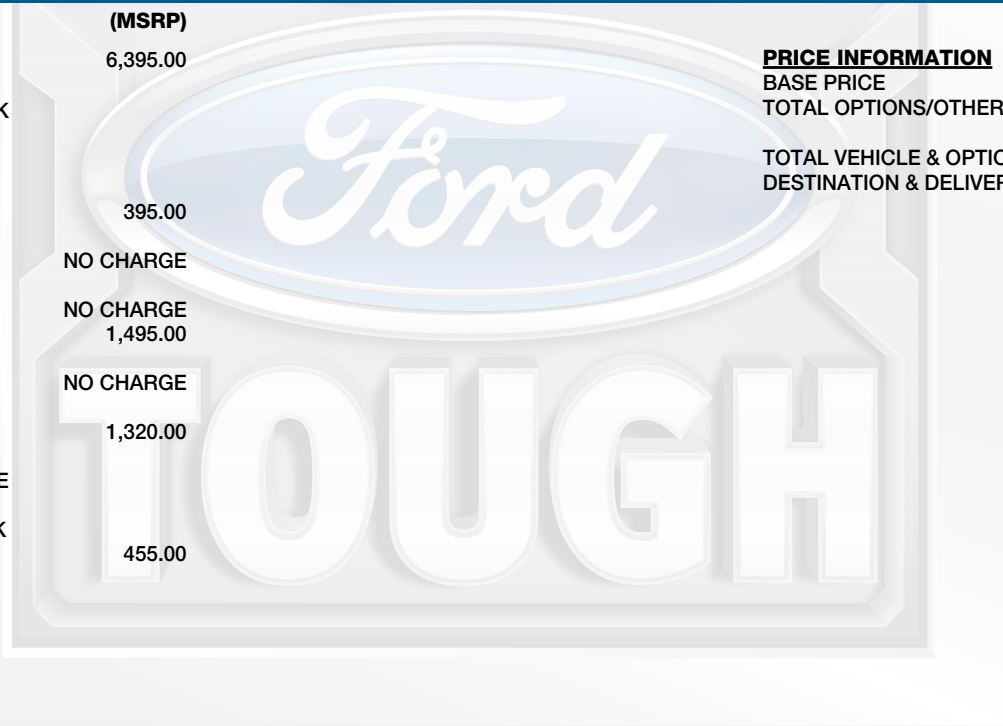 (MSRP)
6,395.00
K
395.00
NO CHARGE
NO CHARGE
1,495.00
NO CHARGE
1,320.00
E
K
455.00
PRICE INFORMATION
BASE PRICE
TOTAL OPTIONS/OTHER
TOTAL VEHICLE & OPTIO
DESTINATION & DELIVER
Ford
TOUGH